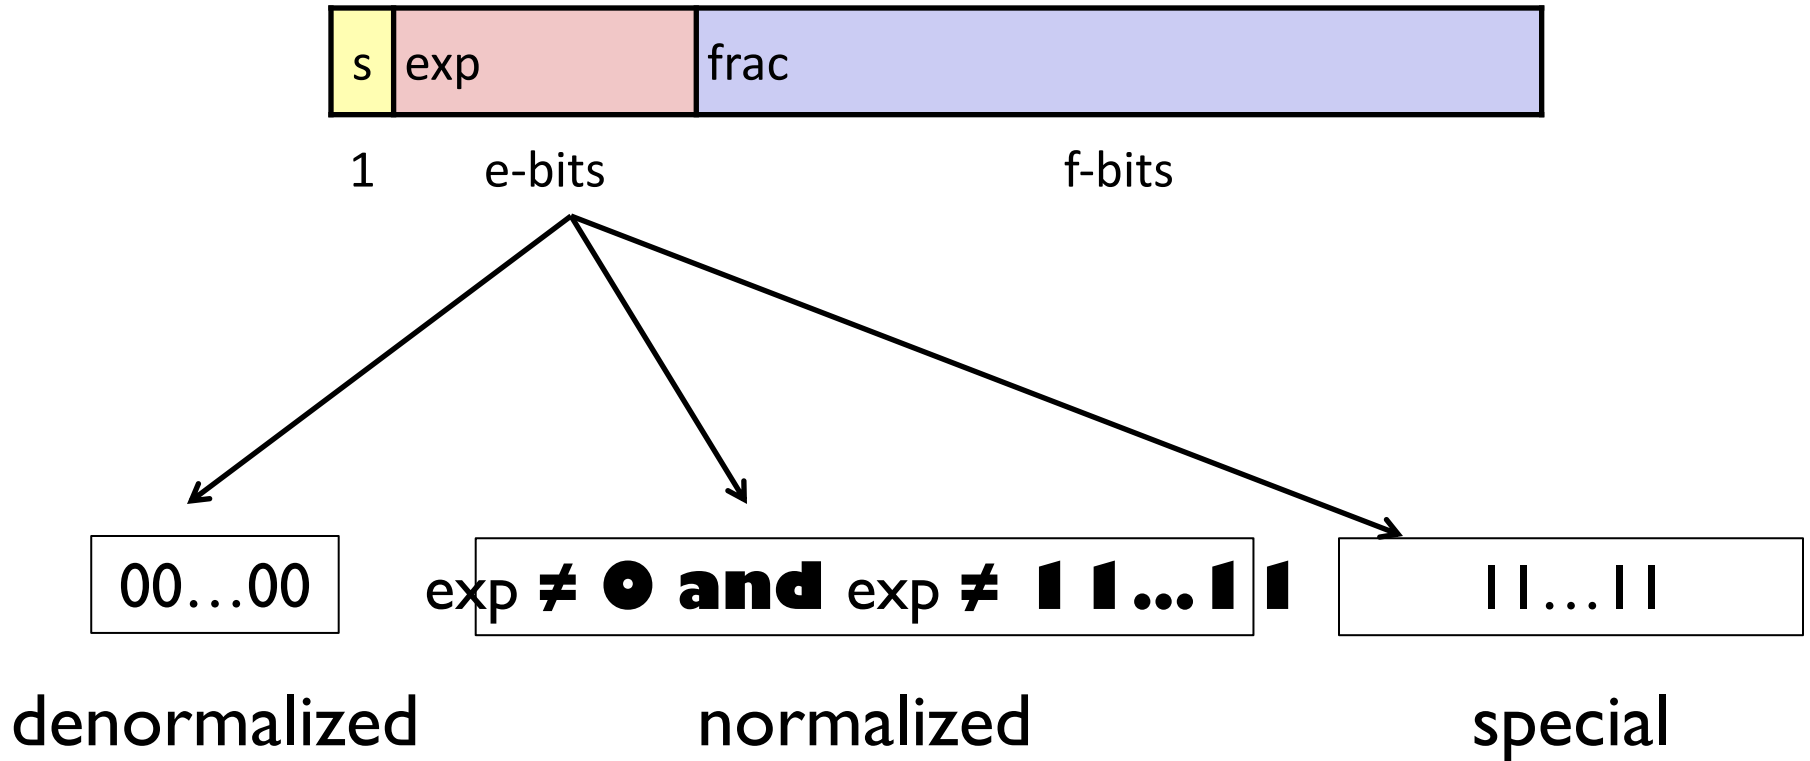 s exp frac
1 e-bits f-bits
00...00 exp ≠ 0 and exp ≠ 11...11 11...11
denormalized normalized special